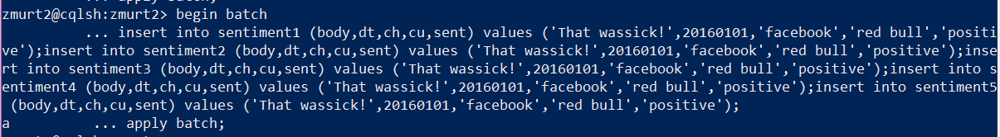 ... apply batch;
zmurt2@cqlsh:zmurt2> begin batch
... insert into sentiment1 (body,dt,ch,cu,sent) values ('That wassick!',20160101,'facebook','red bull','positi
ve');insert into sentiment2 (body,dt,ch,cu,sent) values ('That wassick!',20160101,'facebook','red bull','positive');inse
rt into sentiment3 (body,dt,ch,cu,sent) values ('That wassick!',20160101,'facebook','red bull','positive');insert into s
entiment4 (body,dt,ch,cu,sent) values ('That wassick!',20160101,'facebook','red bull','positive');insert into sentiment5
(body,dt,ch,cu,sent) values ('That wassick!',20160101,'facebook','red bull','positive');
a ... apply batch;